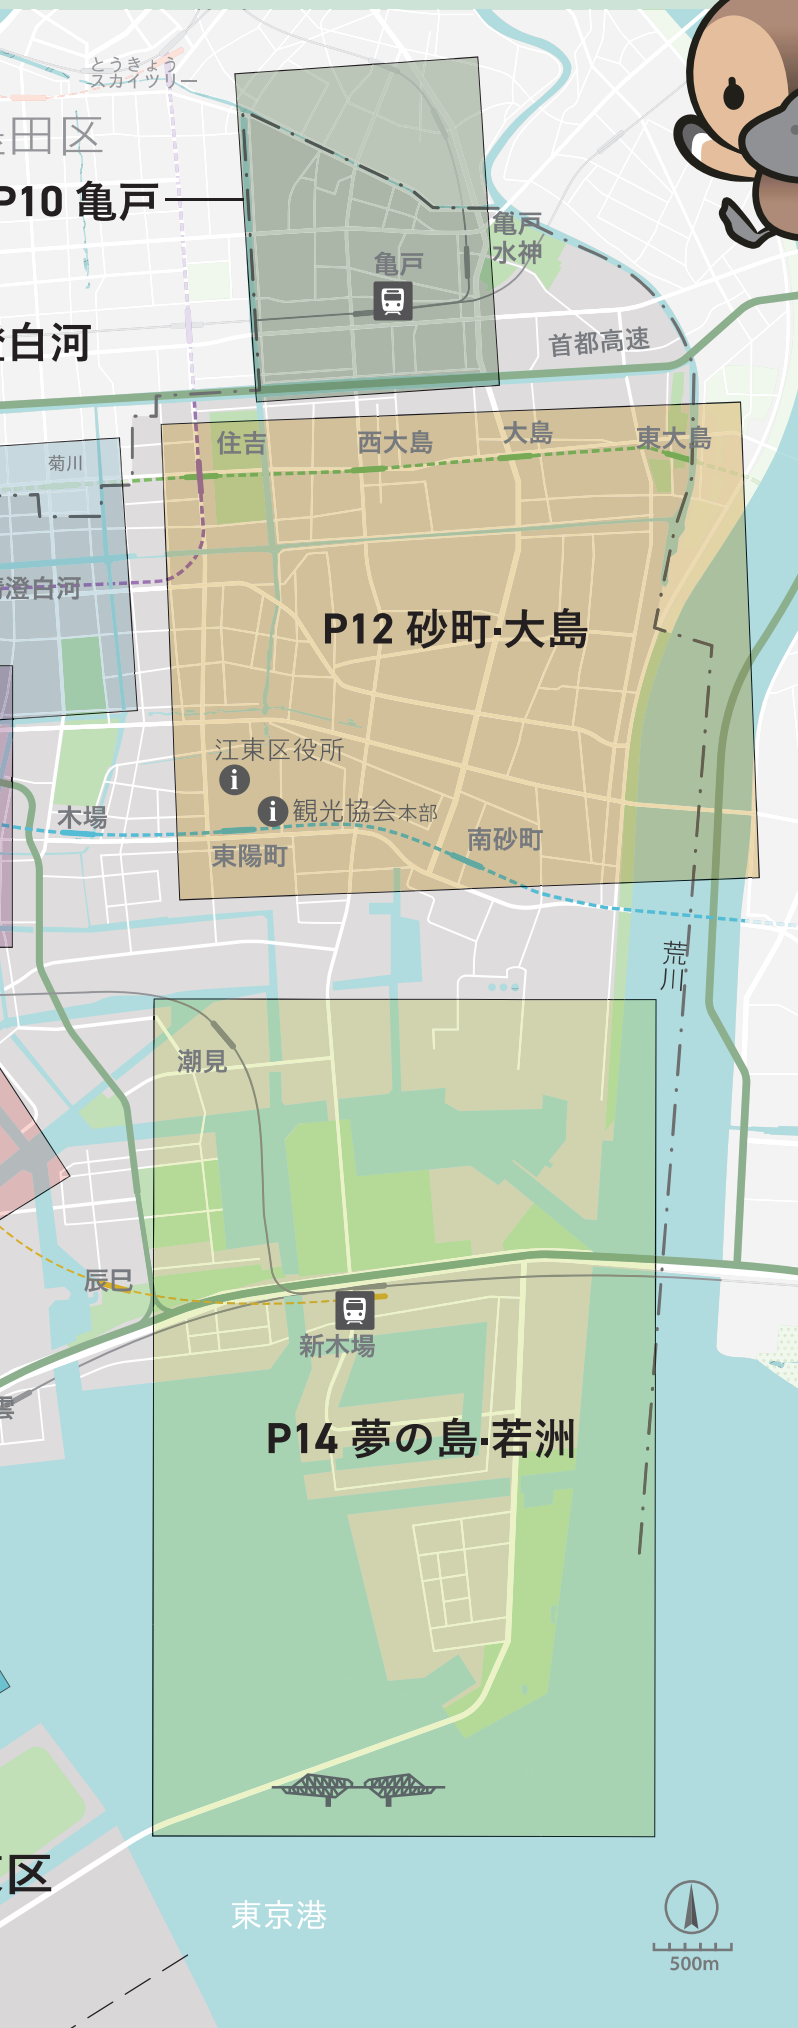 とうきょう
スカイツリー
田区
P10 亀戸
亀戸
亀戸
水神
白河
首都高速
住吉
西大島
大島
東大島
菊川
清澄白河
P12 砂町·大島
江東区役所
i
i 観光協会本部
木場
東陽町
南砂町
荒川
潮見
辰巳
新木場
P14 夢の島·若洲
区
東京港
500m